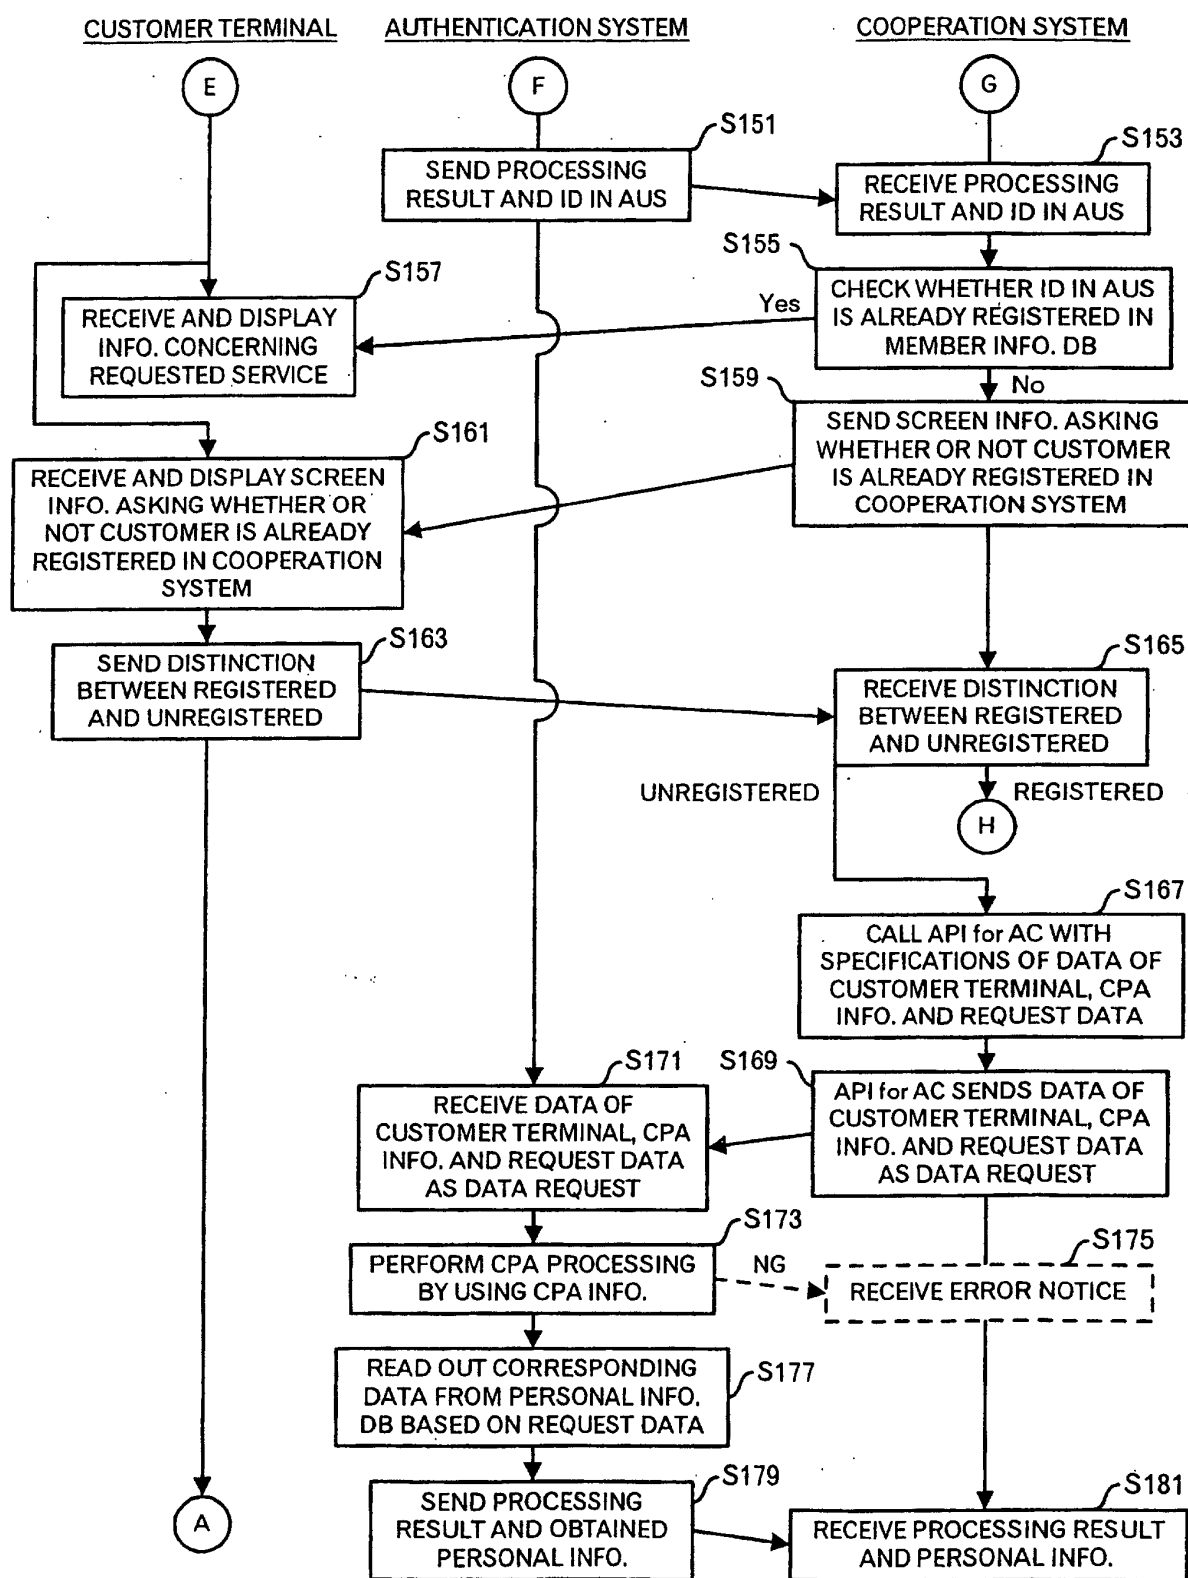 CUSTOMER TERMINAL
AUTHENTICATION SYSTEM
COOPERATION SYSTEM
E
F
G
S151
SEND PROCESSING
RESULT AND ID IN AUS
S153
RECEIVE PROCESSING
RESULT AND ID IN AUS
S155
CHECK WHETHER ID IN AUS
IS ALREADY REGISTERED IN
MEMBER INFO. DB
Yes
No
S157
RECEIVE AND DISPLAY
INFO. CONCERNING
REQUESTED SERVICE
S159
SEND SCREEN INFO. ASKING
WHETHER OR NOT CUSTOMER
IS ALREADY REGISTERED IN
COOPERATION SYSTEM
S161
RECEIVE AND DISPLAY SCREEN
INFO. ASKING WHETHER OR
NOT CUSTOMER IS ALREADY
REGISTERED IN COOPERATION
SYSTEM
S163
SEND DISTINCTION
BETWEEN REGISTERED
AND UNREGISTERED
S165
RECEIVE DISTINCTION
BETWEEN REGISTERED
AND UNREGISTERED
UNREGISTERED
REGISTERED
H
S167
CALL API for AC WITH
SPECIFICATIONS OF DATA OF
CUSTOMER TERMINAL, CPA
INFO. AND REQUEST DATA
S169
API for AC SENDS DATA OF
CUSTOMER TERMINAL, CPA
INFO. AND REQUEST DATA
AS DATA REQUEST
S171
RECEIVE DATA OF
CUSTOMER TERMINAL, CPA
INFO. AND REQUEST DATA
AS DATA REQUEST
S173
PERFORM CPA PROCESSING
BY USING CPA INFO.
NG
S175
RECEIVE ERROR NOTICE
S177
READ OUT CORRESPONDING
DATA FROM PERSONAL INFO.
DB BASED ON REQUEST DATA
S179
SEND PROCESSING
RESULT AND OBTAINED
PERSONAL INFO.
S181
RECEIVE PROCESSING RESULT
AND PERSONAL INFO.
A